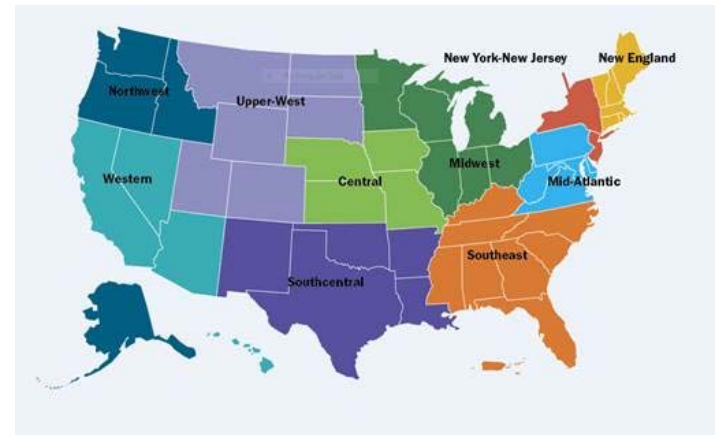 New York-New Jersey
New England
Northwest
Upper-West
Midwest
Western
Central
Mid-Atlantic
Southeast
Southcentral